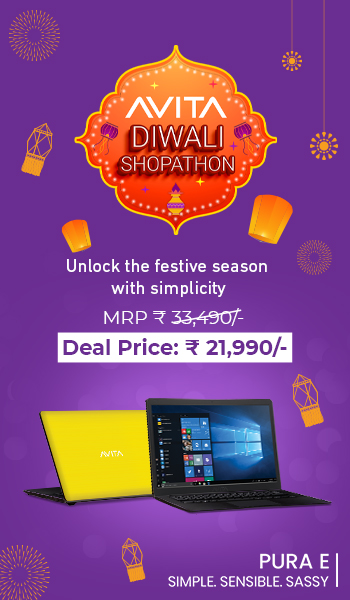 AVITA
DIWALI
SHOPATHON
Unlock the festive season
with simplicity
MRP ₹ 33,490/-
Deal Price: ₹ 21,990/-
AVITA
PURA E
SIMPLE. SENSIBLE. SASSY